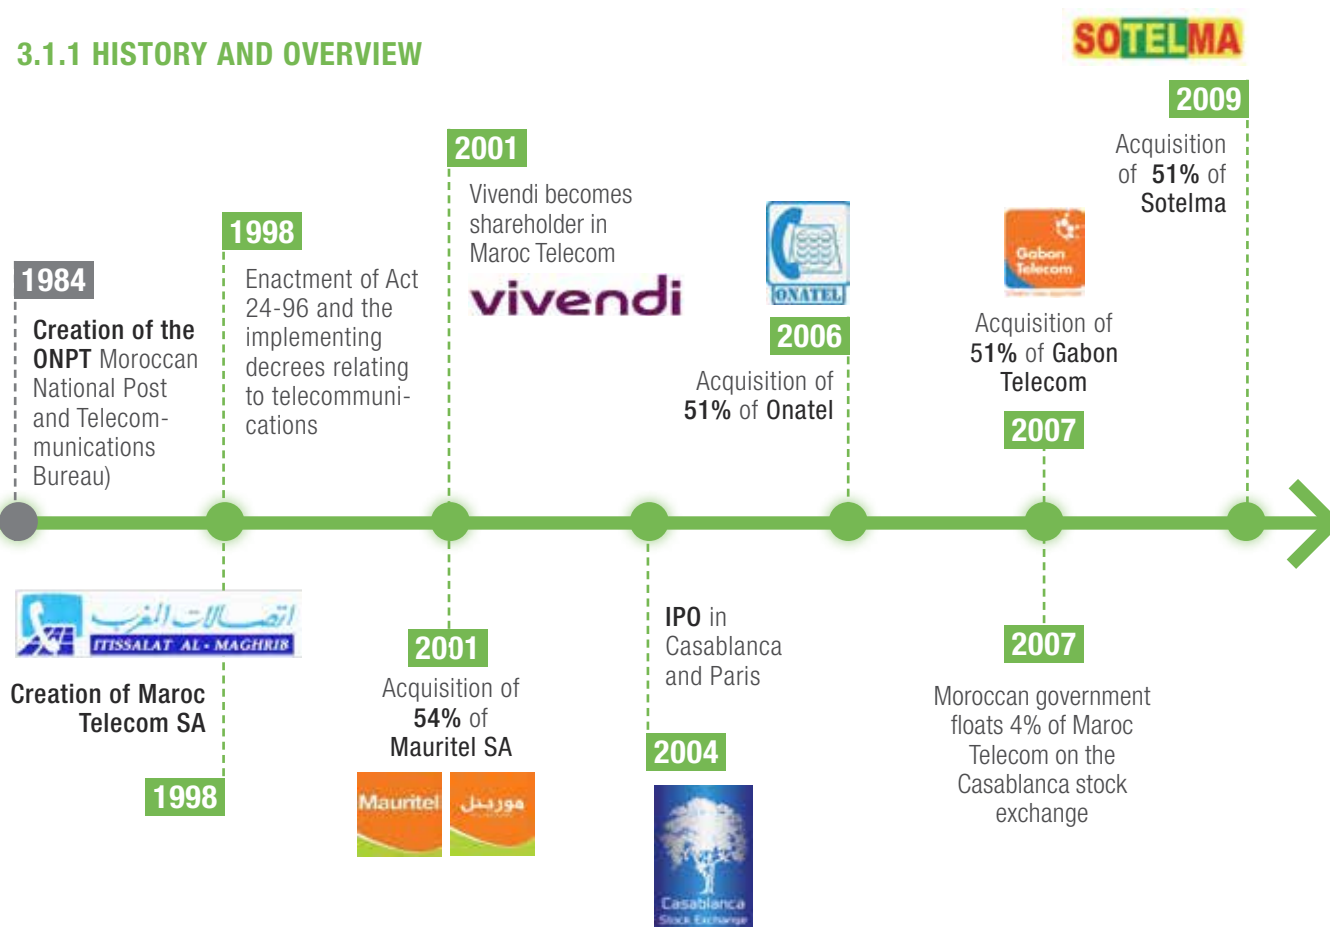 3.1.1 HISTORY AND OVERVIEW
SOTELMA
2009
Acquisition
of 51% of
Sotelma
2001
Vivendi becomes
shareholder in
Maroc Telecom
vivendi
1998
Enactment of Act
24-96 and the
implementing
decrees relating
to telecommuni-
cations
1984
Creation of the
ONPT Moroccan
National Post
and Telecom-
munications
Bureau)
ONATEL
2006
Acquisition of
51% of Onatel
Gabon
Telecom
Acquisition of
51% of Gabon
Telecom
2007
اتصالات المغرب
ITISSALAT AL - MAGHRIB
Creation of Maroc
Telecom SA
1998
2001
Acquisition of
54% of
Mauritel SA
Mauritel
موريتل
IPO in
Casablanca
and Paris
2004
Casablanca
Stock Exchange
2007
Moroccan government
floats 4% of Maroc
Telecom on the
Casablanca stock
exchange